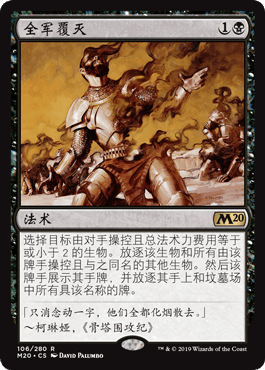 全军覆灭 1
法术 M20
选择目标由对手操控且总法术力费用等于
或小于2的生物。放逐该生物和所有由该
牌手操控且与之同名的其他生物。然后该
牌手展示其手牌，并放逐其手上和坟墓场
中所有具该名称的牌。
「只消念动一字，他们全都化烟散去。」
～柯琳娅，《骨塔围攻纪》
106/280 R
M20 • CS DAVID PALUMBO
™ & © 2019 Wizards of the Coast